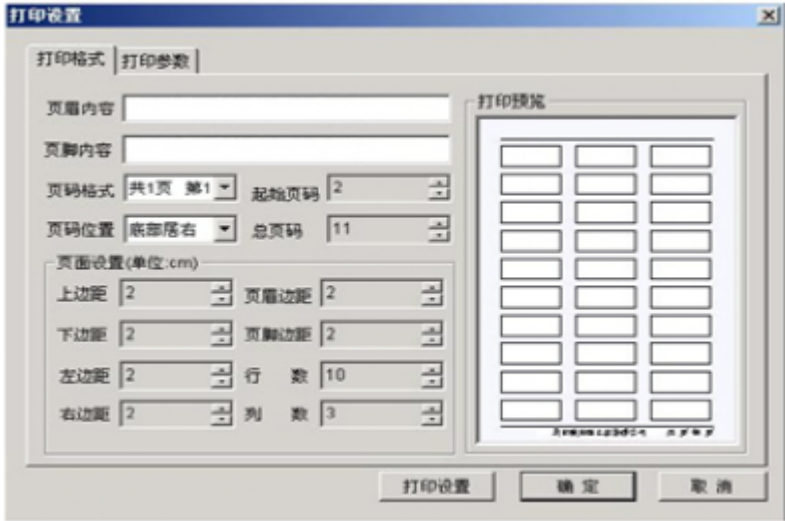 打印设置
打印格式 打印参数
页眉内容
页脚内容
页码格式 共1页 第1 起始页码 2
页码位置 底部居右 总页码 11
页面设置(单位:cm)
上边距 2 页眉边距 2
下边距 2 页脚边距 2
左边距 2 行 数 10
右边距 2 列 数 3
打印预览
打印设置 确 定 取 消